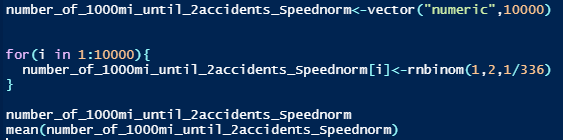 number_of_1000mi_until_2accidents_Speednorm<-vector("numeric",10000)
for(i in 1:10000){
number_of_1000mi_until_2accidents_Speednorm[i]<-rnbinom(1,2,1/336)
}
number_of_1000mi_until_2accidents_Speednorm
mean(number_of_1000mi_until_2accidents_Speednorm)